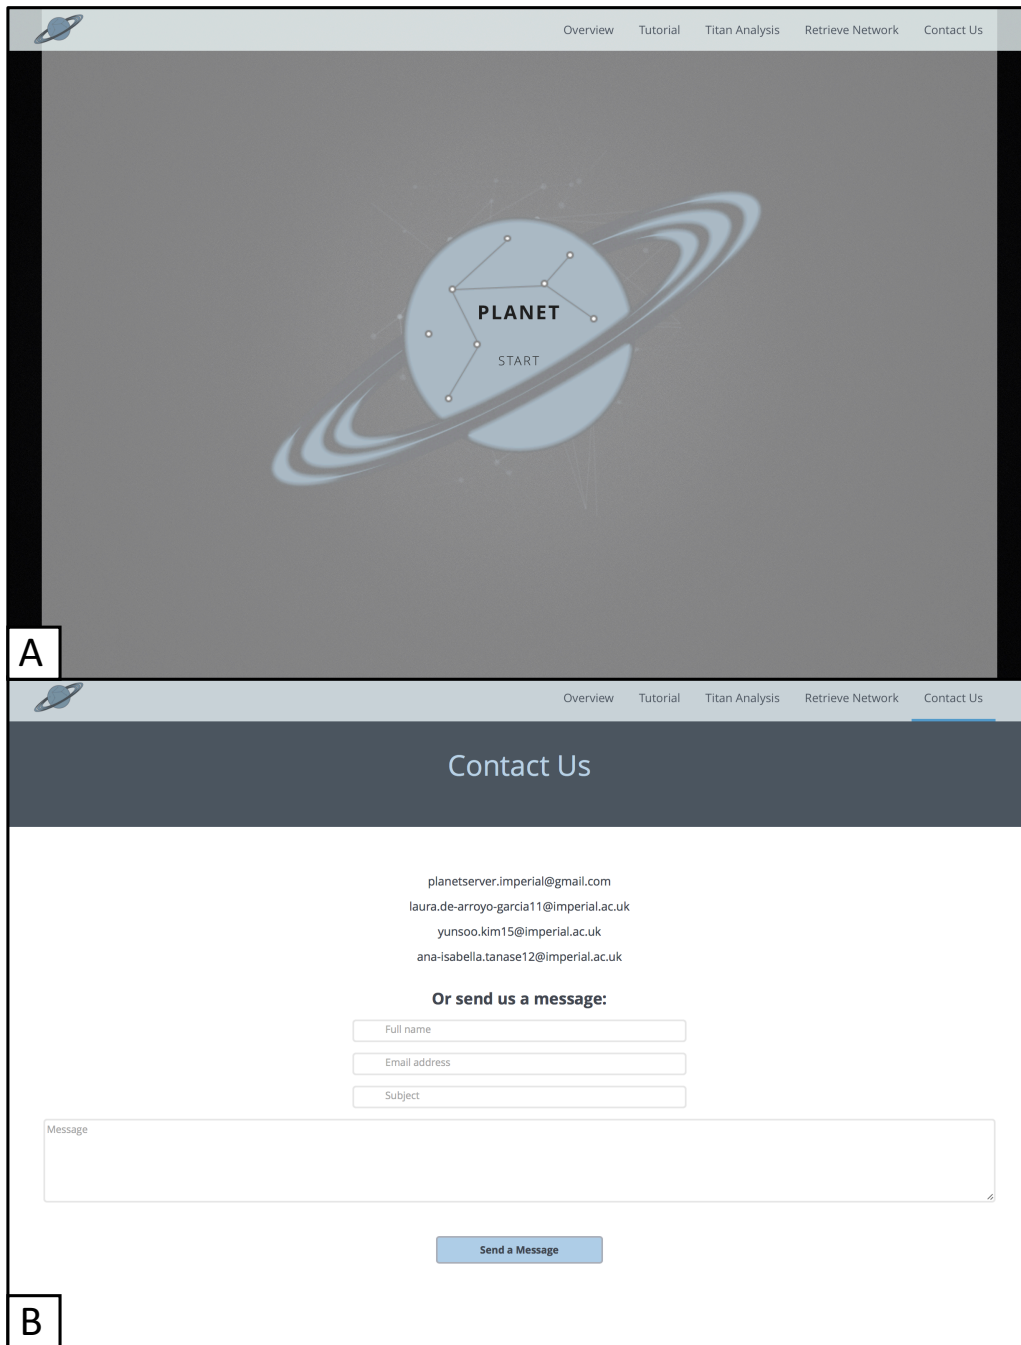 Overview Tutorial Titan Analysis Retrieve Network Contact Us
PLANET
START
A
Overview Tutorial Titan Analysis Retrieve Network Contact Us
Contact Us
planetserver.imperial@gmail.com
laura.de-arroyo-garcia11@imperial.ac.uk
yunsoo.kim15@imperial.ac.uk
ana-isabella.tanase12@imperial.ac.uk
Or send us a message:
Full name
Email address
Subject
Message
Send a Message
B